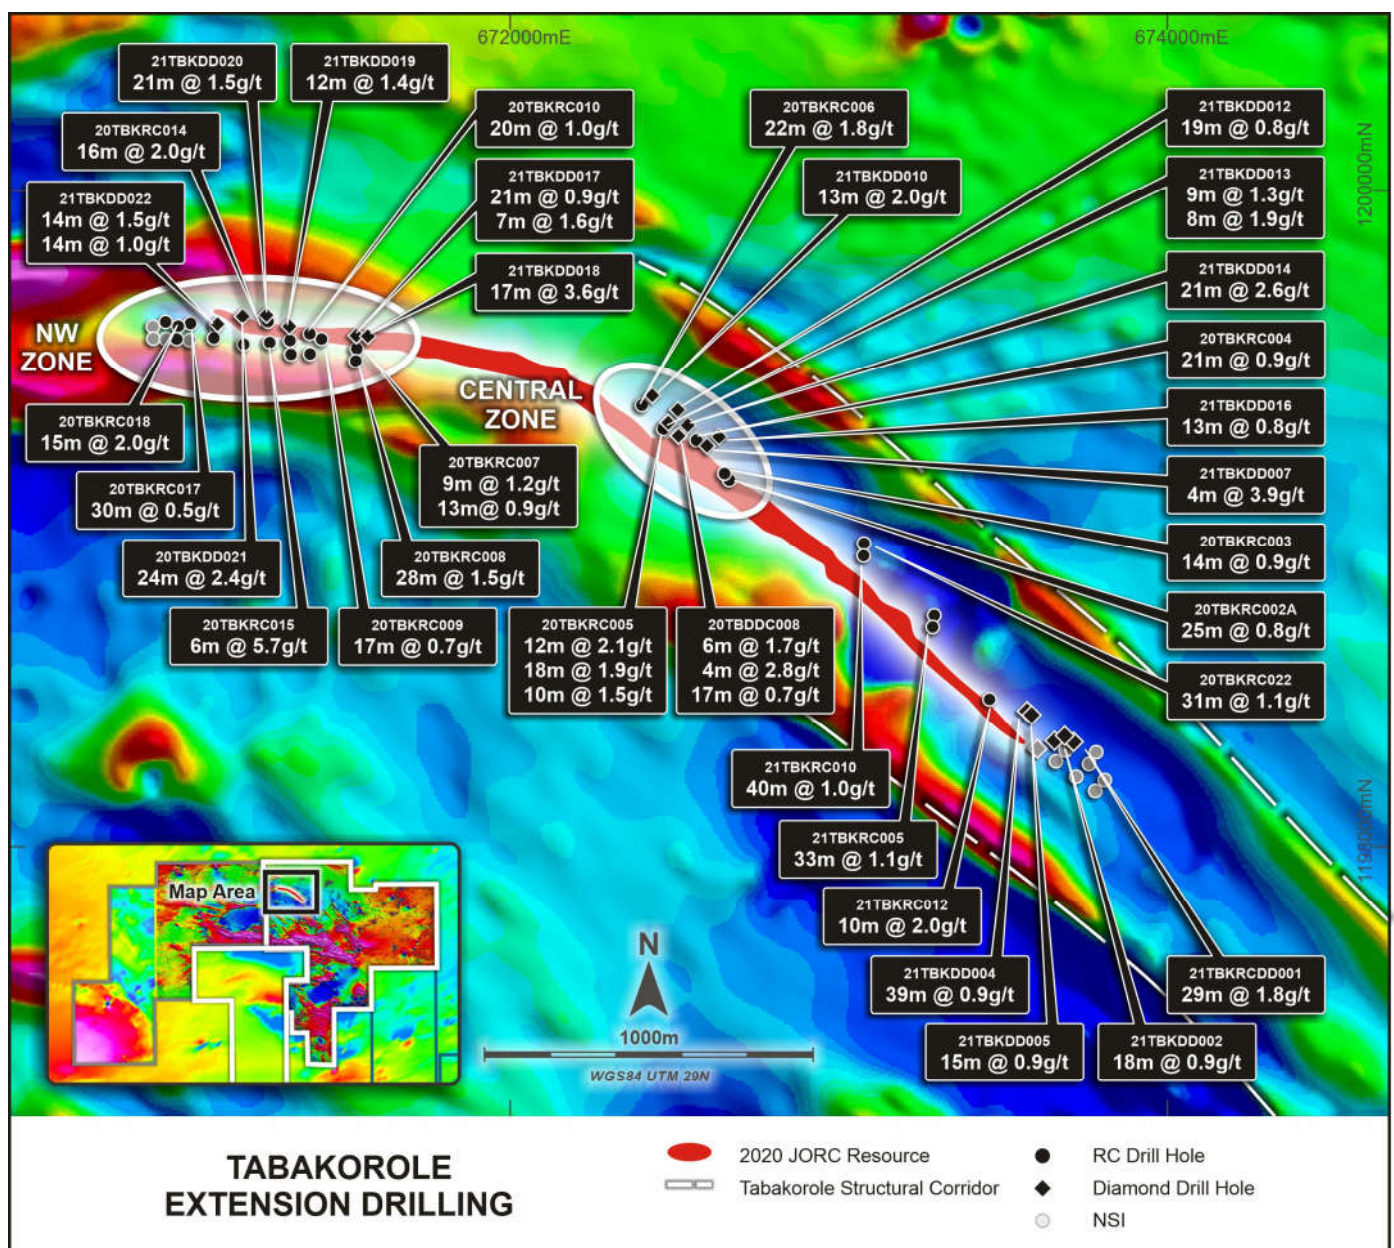 672000mE
674000mE
1200000mN
1198000mN
21TBKDD020
21m @ 1.5g/t
21TBKDD019
12m @ 1.4g/t
20TBKRC014
16m @ 2.0g/t
20TBKRC010
20m @ 1.0g/t
21TBKDD022
14m @ 1.5g/t
14m @ 1.0g/t
21TBKDD017
21m @ 0.9g/t
7m @ 1.6g/t
21TBKDD018
17m @ 3.6g/t
20TBKRC006
22m @ 1.8g/t
21TBKDD010
13m @ 2.0g/t
21TBKDD012
19m @ 0.8g/t
21TBKDD013
9m @ 1.3g/t
8m @ 1.9g/t
21TBKDD014
21m @ 2.6g/t
20TBKRC004
21m @ 0.9g/t
21TBKDD016
13m @ 0.8g/t
21TBKDD007
4m @ 3.9g/t
20TBKRC003
14m @ 0.9g/t
20TBKRC002A
25m @ 0.8g/t
20TBKRC022
31m @ 1.1g/t
NW
ZONE
CENTRAL
ZONE
20TBKRC018
15m @ 2.0g/t
20TBKRC017
30m @ 0.5g/t
20TBKDD021
24m @ 2.4g/t
20TBKRC015
6m @ 5.7g/t
20TBKRC007
9m @ 1.2g/t
13m@ 0.9g/t
20TBKRC008
28m @ 1.5g/t
20TBKRC009
17m @ 0.7g/t
20TBKRC005
12m @ 2.1g/t
18m @ 1.9g/t
10m @ 1.5g/t
20TBDDC008
6m @ 1.7g/t
4m @ 2.8g/t
17m @ 0.7g/t
21TBKRC010
40m @ 1.0g/t
21TBKRC005
33m @ 1.1g/t
21TBKRC012
10m @ 2.0g/t
21TBKDD004
39m @ 0.9g/t
21TBKDD005
15m @ 0.9g/t
21TBKRCDD001
29m @ 1.8g/t
21TBKDD002
18m @ 0.9g/t
Map Area
N
1000m
WGS84 UTM 29N
TABAKOROLE
EXTENSION DRILLING
2020 JORC Resource
Tabakorole Structural Corridor
RC Drill Hole
Diamond Drill Hole
NSI